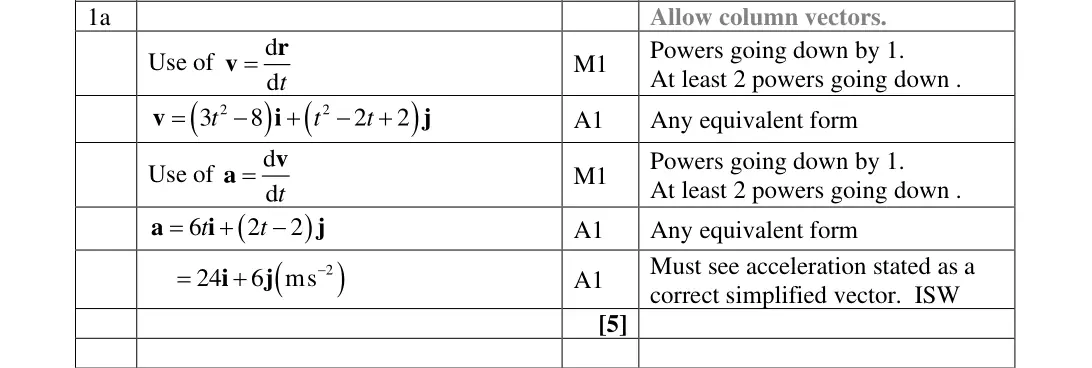 1a Allow column vectors.
Use of v = dr/dt M1 Powers going down by 1.
At least 2 powers going down .
v = (3t² − 8)i + (t² − 2t + 2)j A1 Any equivalent form
Use of a = dv/dt M1 Powers going down by 1.
At least 2 powers going down .
a = 6ti + (2t − 2)j A1 Any equivalent form
= 24i + 6j(ms⁻²) A1 Must see acceleration stated as a
correct simplified vector. ISW
[5]